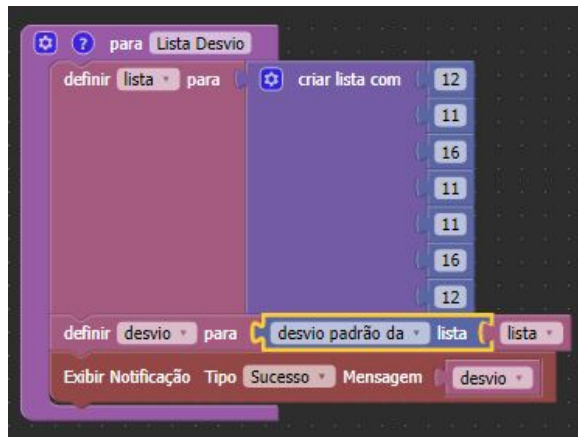 ? para Lista Desvio
definir lista para criar lista com 12
11
16
11
11
16
12
definir desvio para desvio padrão da lista lista
Exibir Notificação Tipo Sucesso Mensagem desvio